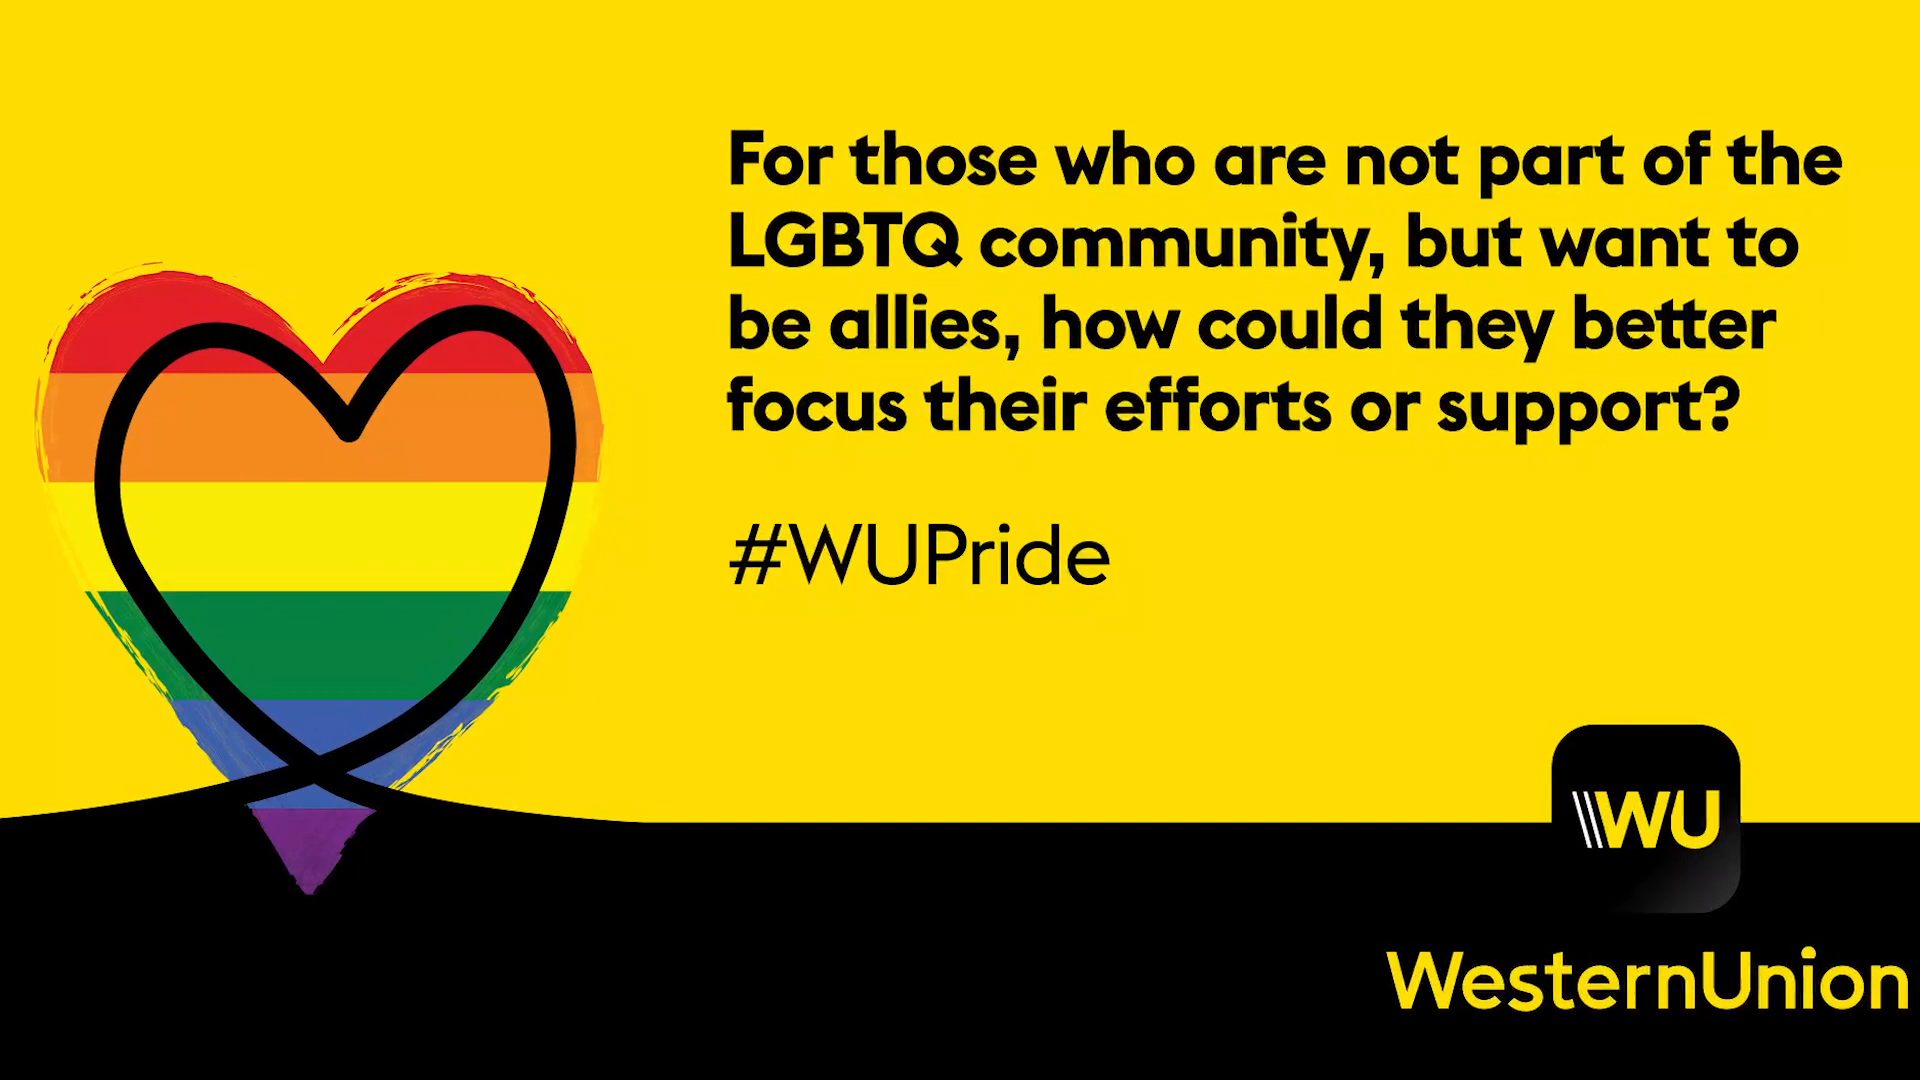 For those who are not part of the
LGBTQ community, but want to
be allies, how could they better
focus their efforts or support?
#WUPride
WU
WesternUnion